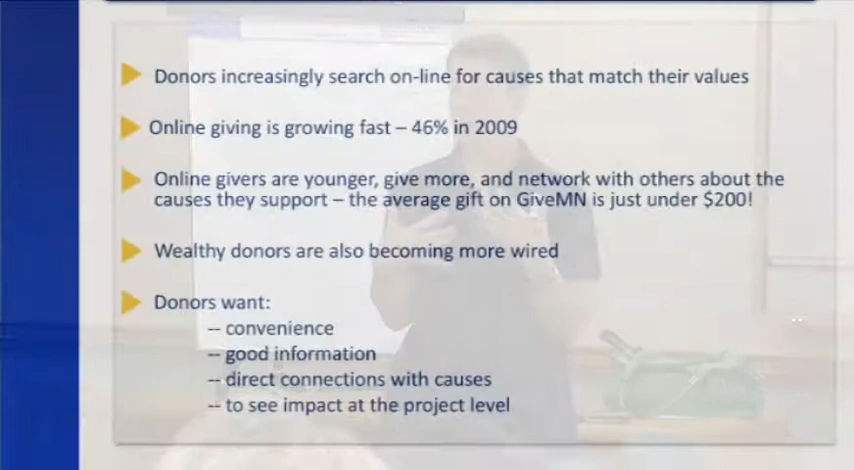 Donors increasingly search on-line for causes that match their values
Online giving is growing fast – 46% in 2009
Online givers are younger, give more, and network with others about the
causes they support – the average gift on GiveMN is just under $200!
Wealthy donors are also becoming more wired
Donors want:
-- convenience
-- good information
-- direct connections with causes
-- to see impact at the project level